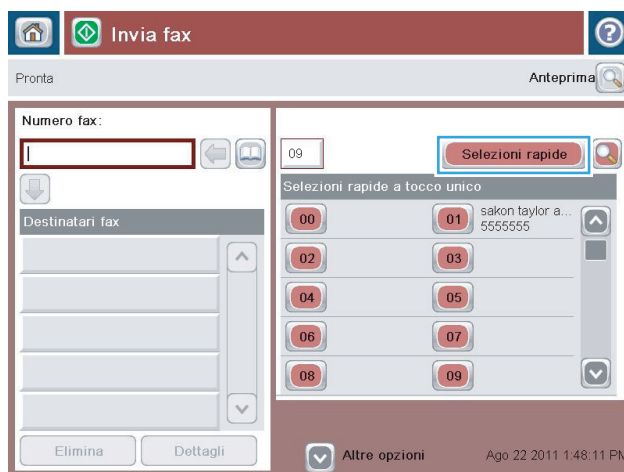 Invia fax
?
Pronta
Anteprima
Numero fax:
Destinatari fax
Elimina
Dettagli
09
Selezioni rapide
Selezioni rapide a tocco unico
00
01
sakon taylor a...
5555555
02
03
04
05
06
07
08
09
Altre opzioni
Ago 22 2011 1:48:11 PM